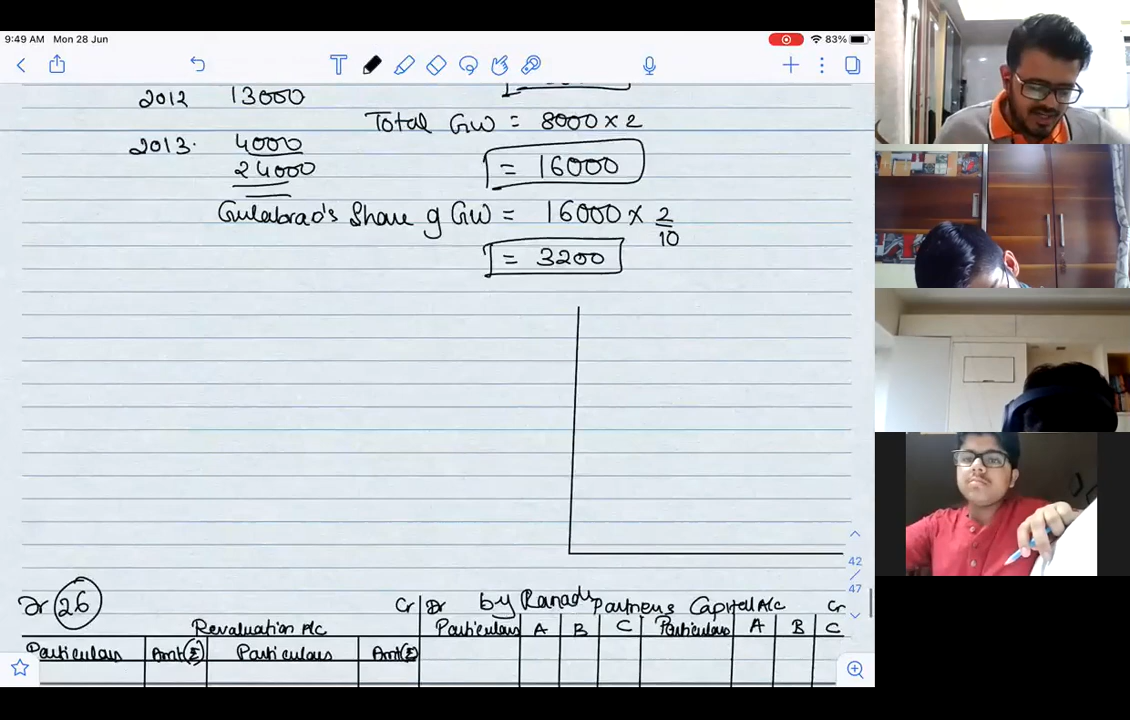 9:49 AM Mon 28 Jun
83%
2012 13000
Total GW = 8000 × 2
2013. 4000
24000
= 16000
Gulabrao's Share of GW = 16000 × 2/10
= 3200
42
/
47
Q 26
Cr Dr by Ranade Partners Capital A/c Cr
Revaluation A/c Particulars A B C Particulars A B C
Particulars Amt(₹) Particulars Amt(₹)